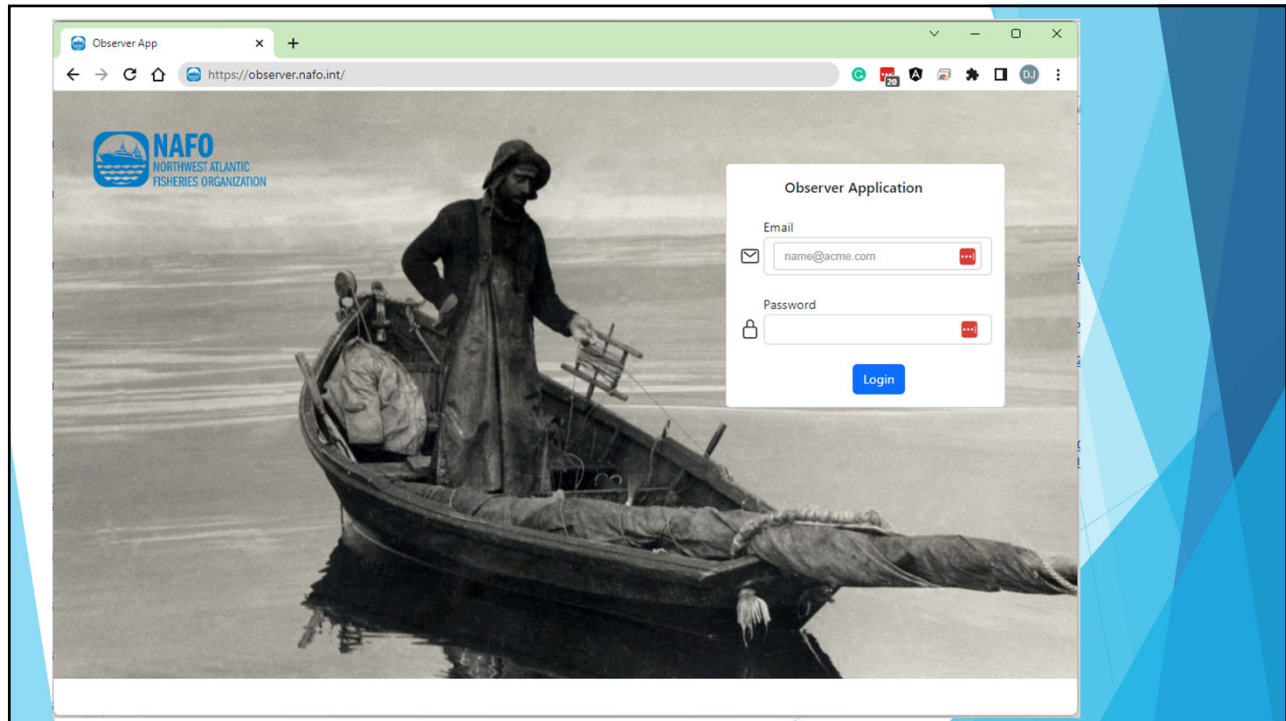 Observer App
https://observer.nafo.int/
20
DJ
NAFO
NORTHWEST ATLANTIC
FISHERIES ORGANIZATION
Observer Application
Email
name@acme.com
Password
Login